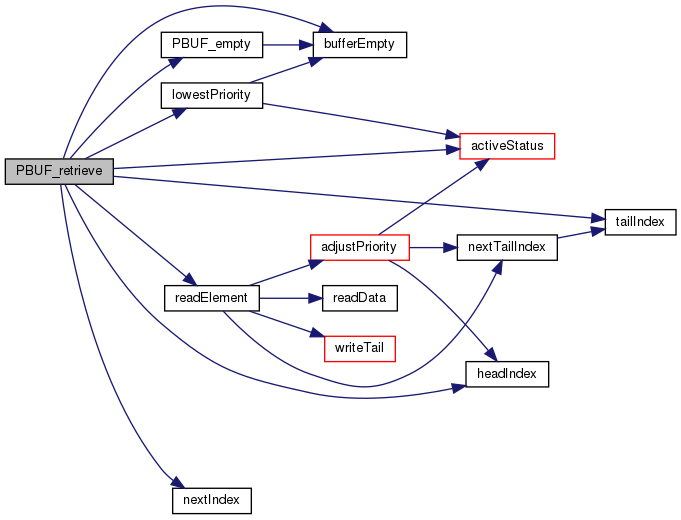 PBUF_empty
bufferEmpty
lowestPriority
activeStatus
PBUF_retrieve
tailIndex
adjustPriority
nextTailIndex
readElement
readData
writeTail
headIndex
nextIndex